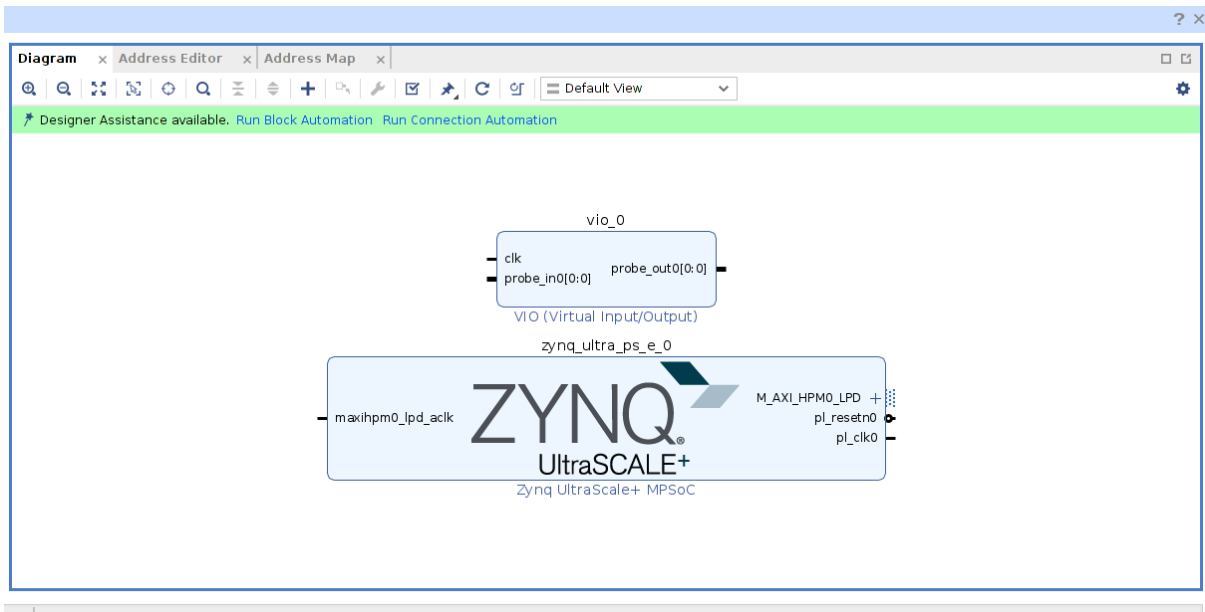 ? ×
Diagram × Address Editor × Address Map ×
Default View
Designer Assistance available. Run Block Automation Run Connection Automation
vio_0
clk
probe_in0[0:0]
probe_out0[0:0]
VIO (Virtual Input/Output)
zynq_ultra_ps_e_0
maxihpm0_lpd_aclk
ZYNQ®
UltraSCALE+
M_AXI_HPM0_LPD +
pl_resetn0
pl_clk0
Zynq UltraScale+ MPSoC